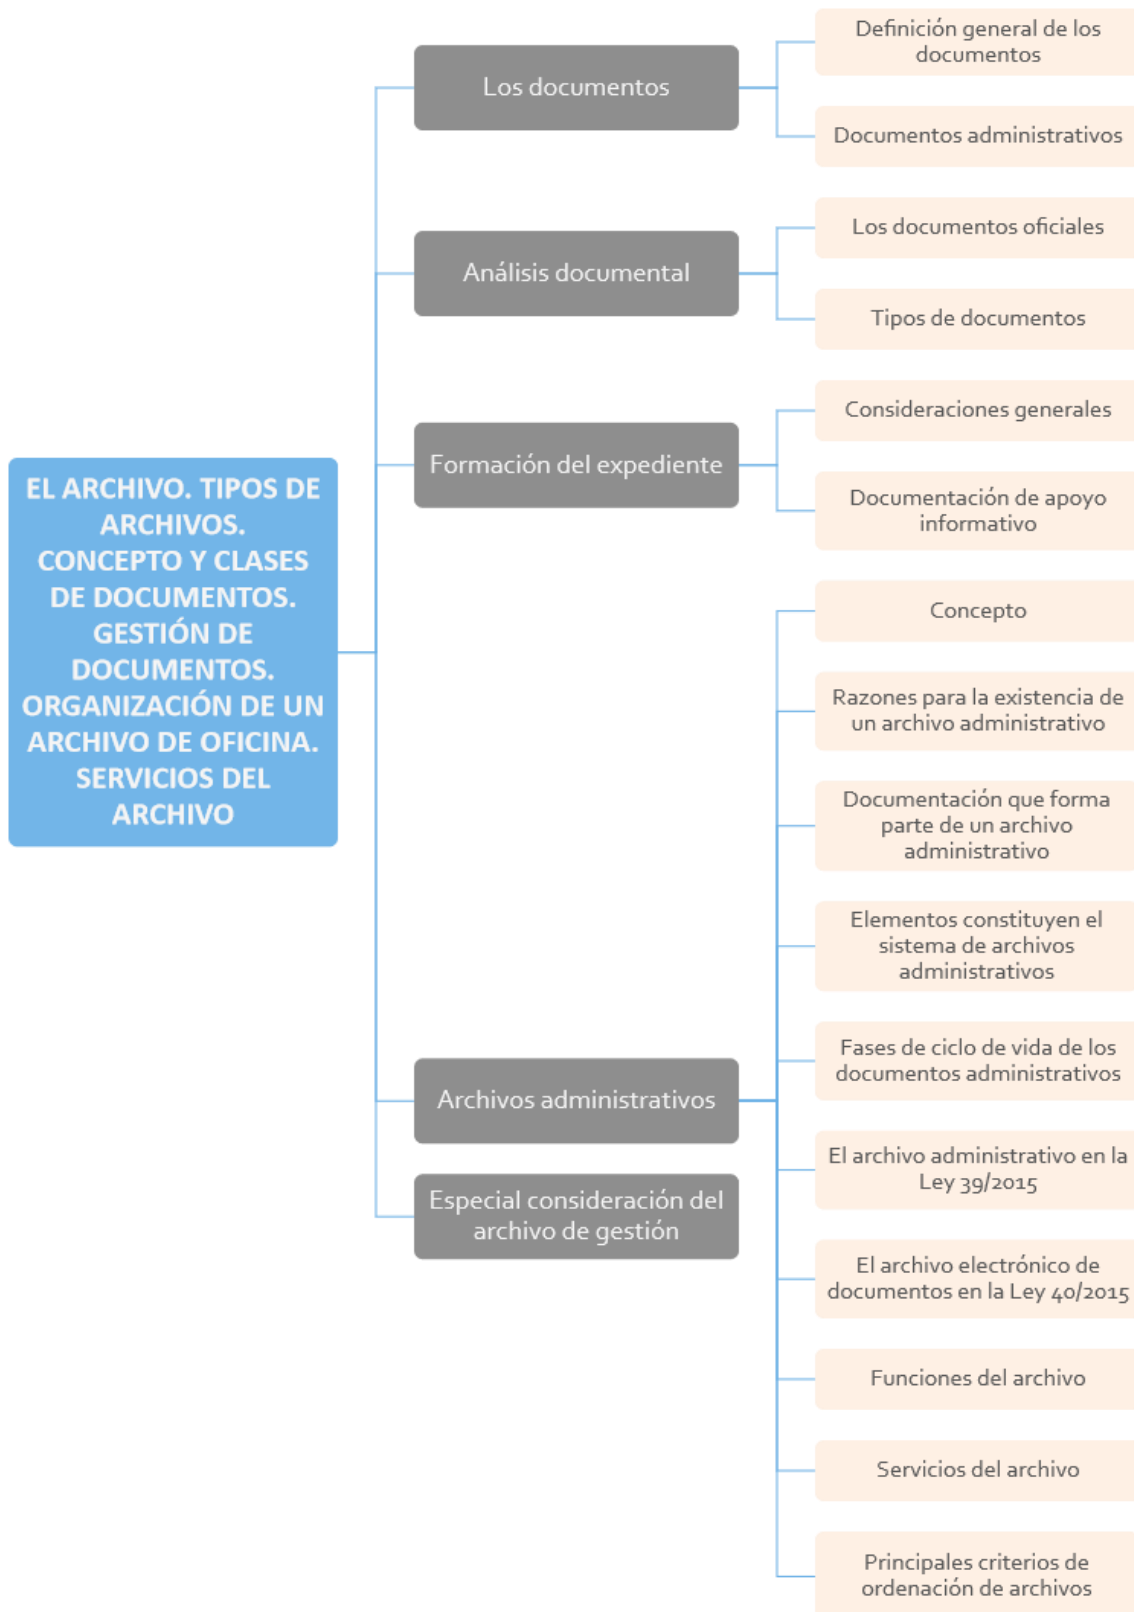 Definición general de los
documentos
Los documentos
Documentos administrativos
Los documentos oficiales
Análisis documental
Tipos de documentos
Consideraciones generales
Formación del expediente
Documentación de apoyo
informativo
EL ARCHIVO. TIPOS DE
ARCHIVOS.
CONCEPTO Y CLASES
DE DOCUMENTOS.
GESTIÓN DE
DOCUMENTOS.
ORGANIZACIÓN DE UN
ARCHIVO DE OFICINA.
SERVICIOS DEL
ARCHIVO
Concepto
Razones para la existencia de
un archivo administrativo
Documentación que forma
parte de un archivo
administrativo
Elementos constituyen el
sistema de archivos
administrativos
Fases de ciclo de vida de los
documentos administrativos
Archivos administrativos
El archivo administrativo en la
Ley 39/2015
El archivo electrónico de
documentos en la Ley 40/2015
Funciones del archivo
Servicios del archivo
Principales criterios de
ordenación de archivos
Especial consideración del
archivo de gestión